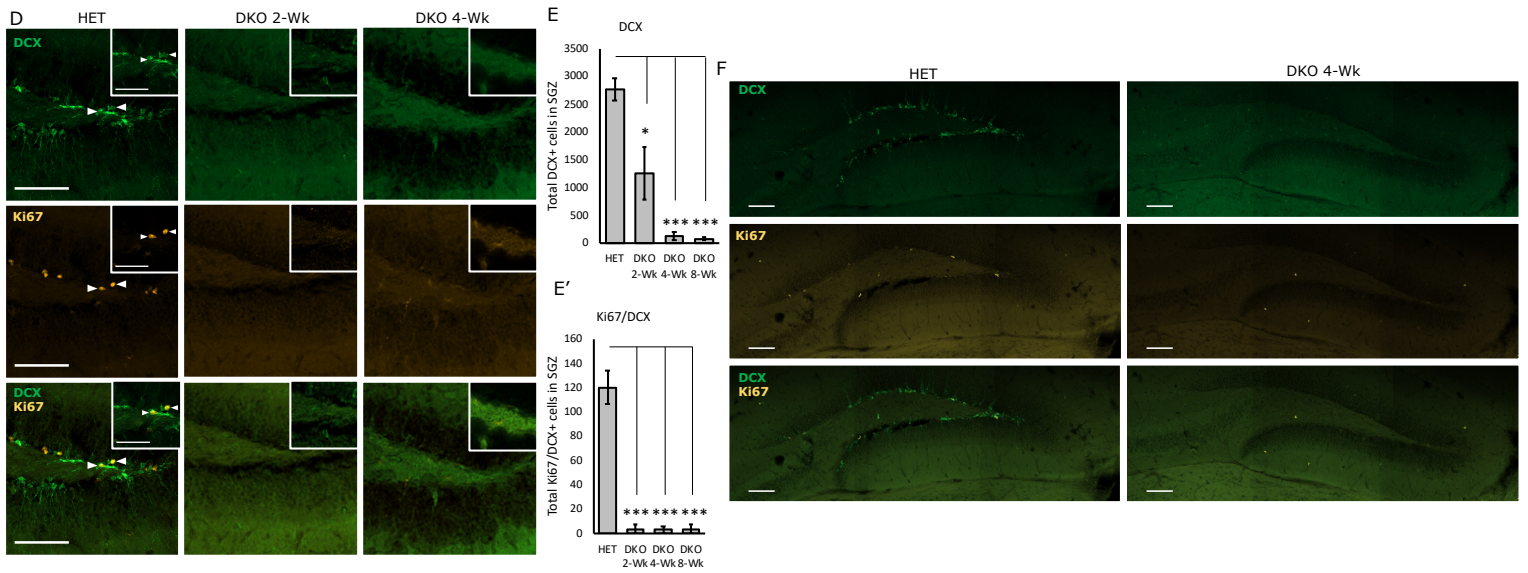 D
HET
DKO 2-Wk
DKO 4-Wk
DCX
Ki67
DCX
Ki67
E
DCX
Total DCX+ cells in SGZ
3500
3000
2500
2000
1500
1000
500
0
*
***
***
HET
DKO
2-Wk
DKO
4-Wk
DKO
8-Wk
E’
Ki67/DCX
Total Ki67/DCX+ cells in SGZ
160
140
120
100
80
60
40
20
0
***
***
***
HET
DKO
2-Wk
DKO
4-Wk
DKO
8-Wk
F
HET
DKO 4-Wk
DCX
Ki67
DCX
Ki67